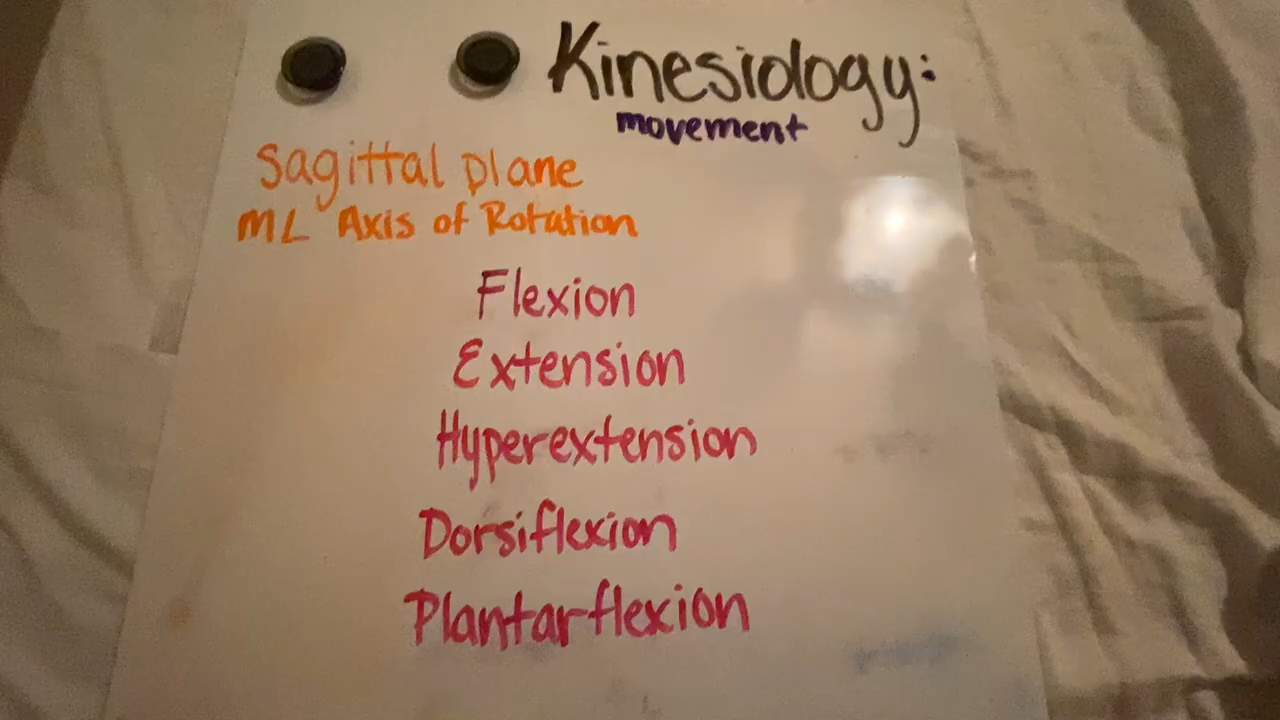 Kinesiology:
movement
Sagittal plane
ML Axis of Rotation
Flexion
Extension
Hyperextension
Dorsiflexion
Plantarflexion